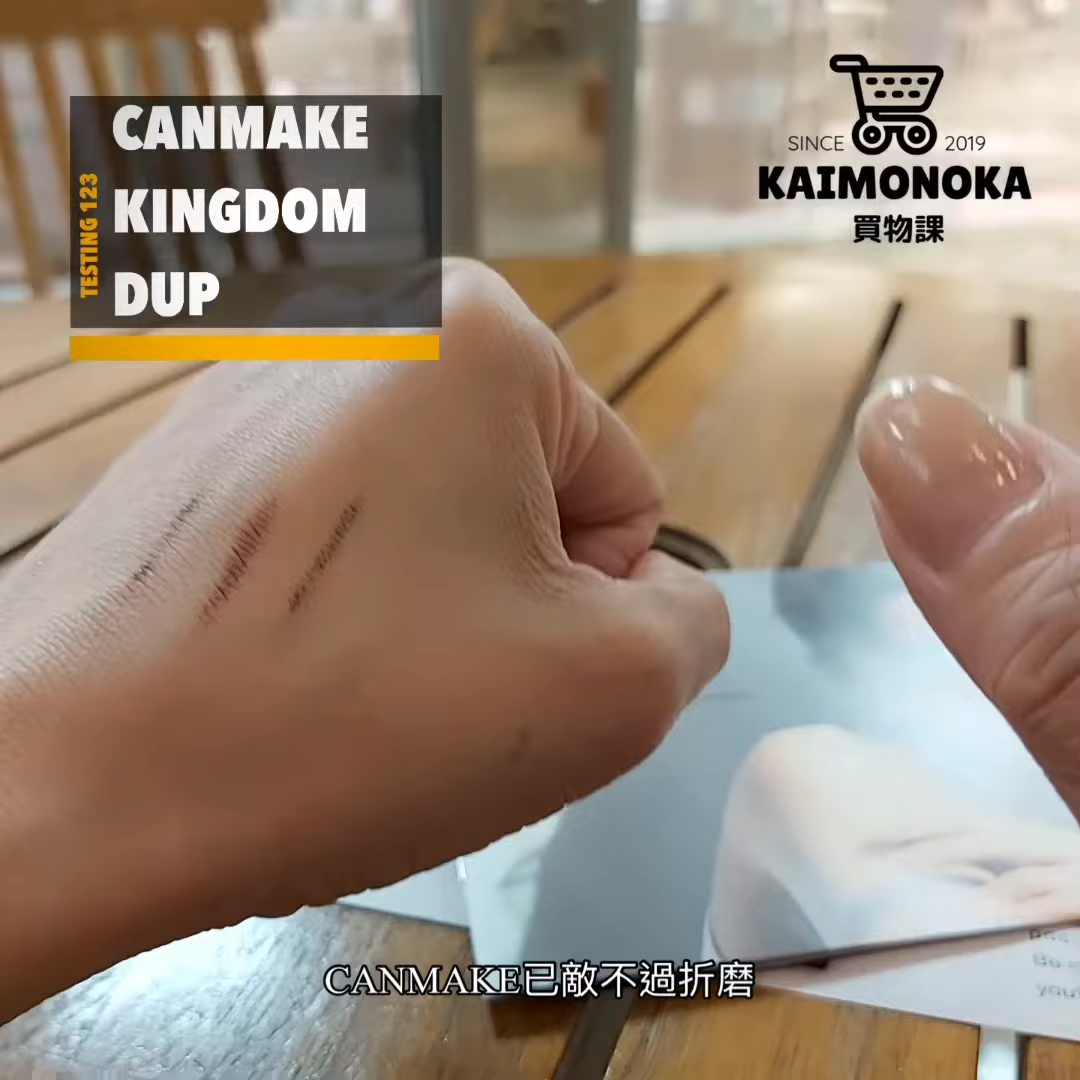 TESTING 123
CANMAKE
KINGDOM
DUP
SINCE 2019
KAIMONOKA
買物課
CANMAKE已敵不過折磨